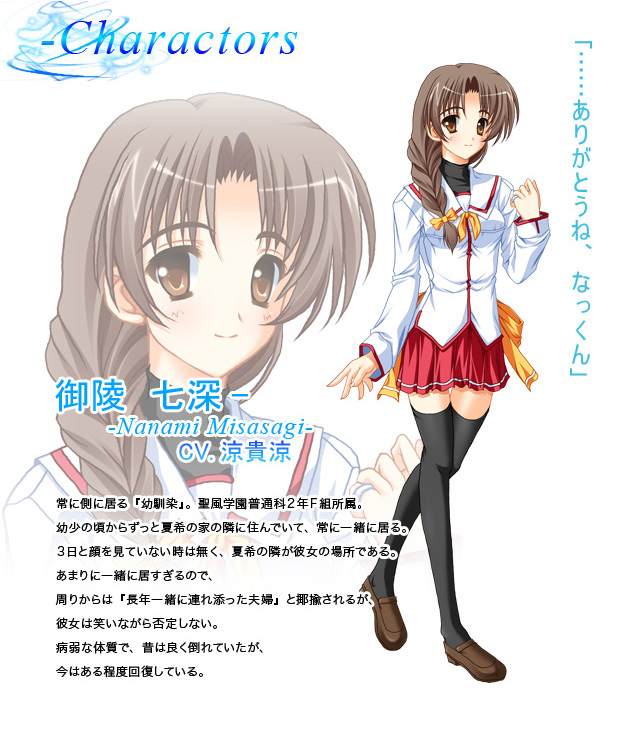 -Charactors
「……ありがとうね、なっくん」
御陵 七深-
-Nanami Misasagi-
CV.涼貴涼
常に側に居る『幼馴染』。聖風学園普通科2年F組所属。
幼少の頃からずっと夏希の家の隣に住んでいて、常に一緒に居る。
3日と顔を見ていない時は無く、夏希の隣が彼女の場所である。
あまりに一緒に居すぎるので、
周りからは『長年一緒に連れ添った夫婦』と揶揄されるが、
彼女は笑いながら否定しない。
病弱な体質で、昔は良く倒れていたが、
今はある程度回復している。